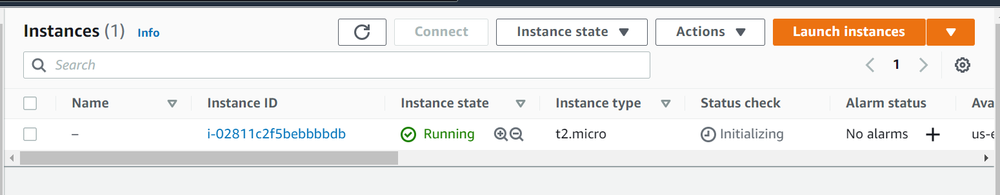 Instances (1) Info Connect Instance state Actions Launch instances
Search 1
Name Instance ID Instance state Instance type Status check Alarm status Ava
– i-02811c2f5bebbbbdb Running t2.micro Initializing No alarms + us-e